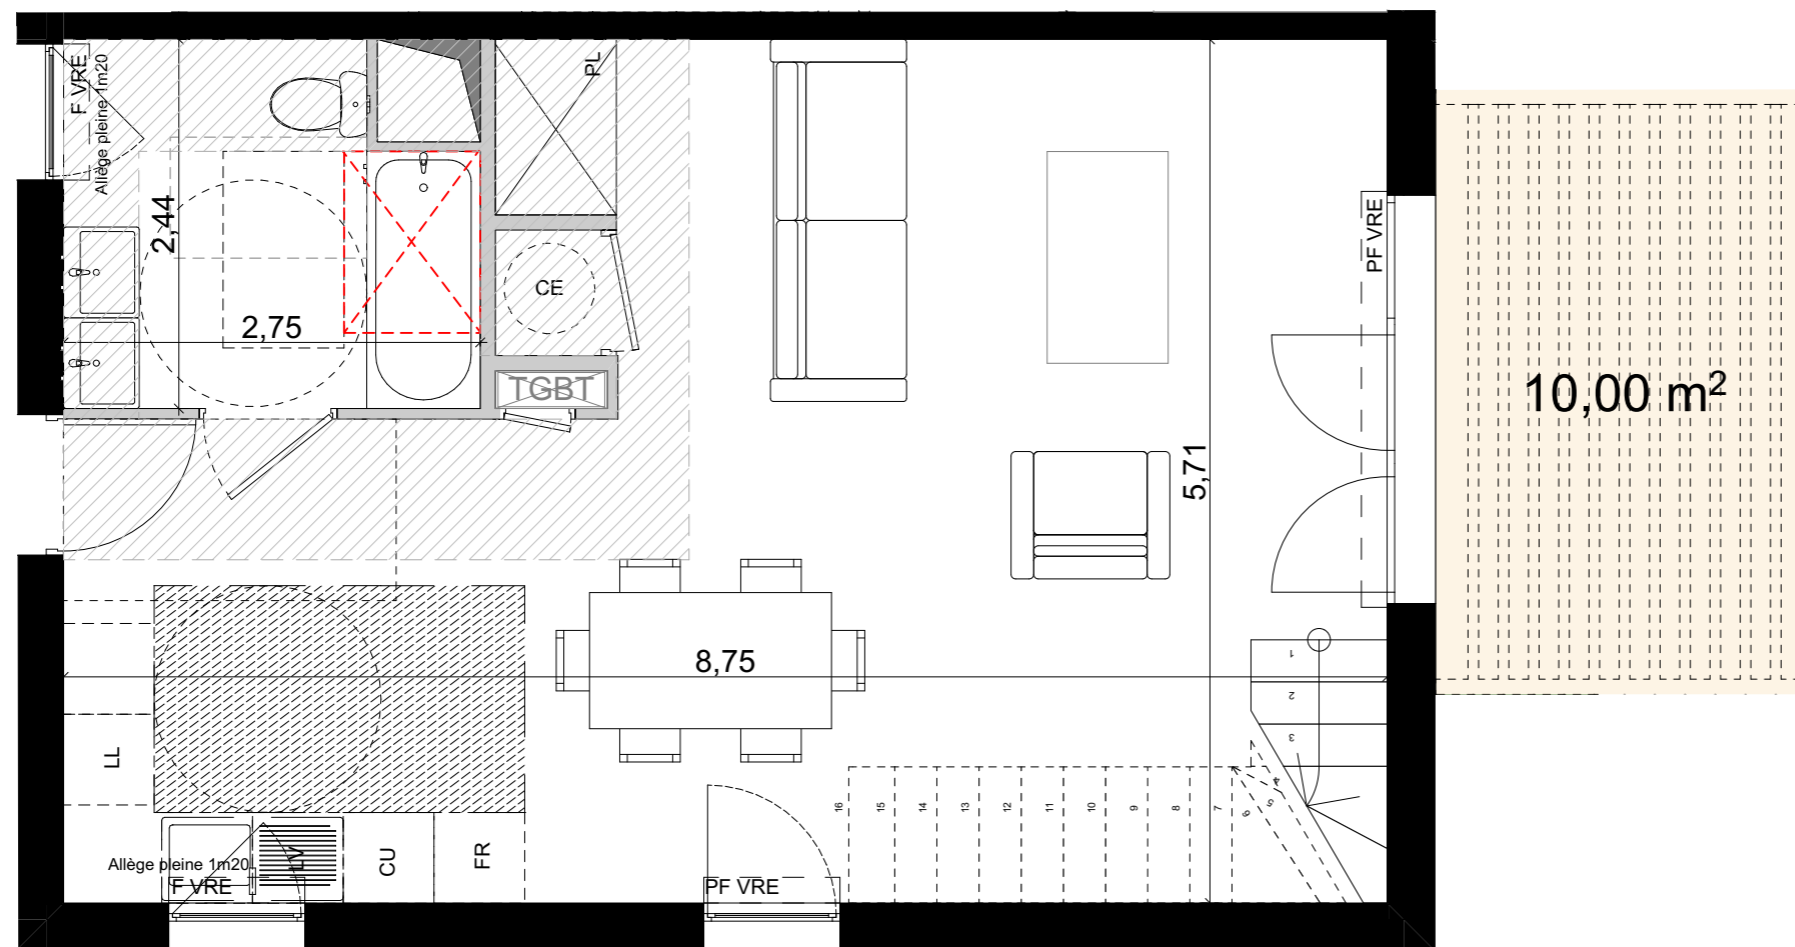 F VRE
Allège pleine 1m20
PL
2,44
CE
2,75
TGBT
PF VRE
10,00 m²
5,71
8,75
1
2
3
4
5
6
7
8
9
10
11
12
13
14
15
16
LL
LV
CU
FR
Allège pleine 1m20
F VRE
PF VRE